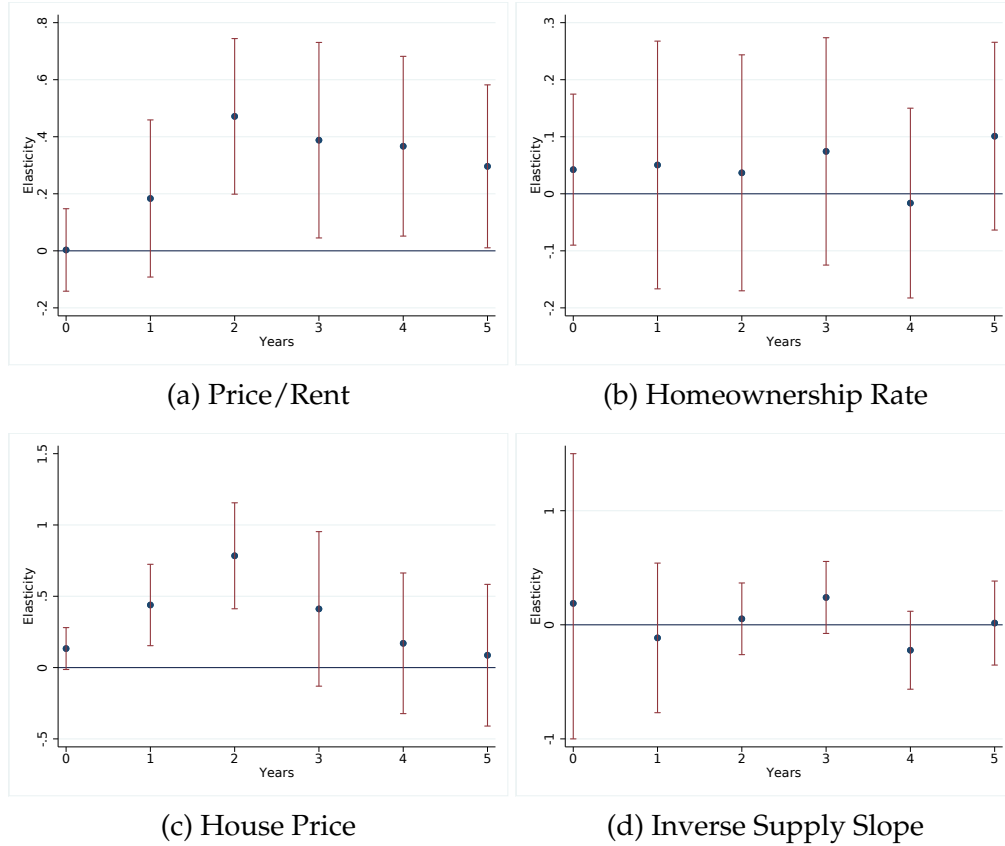 .8
.6
.4
.2
0
-.2
Elasticity
0 1 2 3 4 5
Years
(a) Price/Rent
.3
.2
.1
0
-.1
-.2
Elasticity
0 1 2 3 4 5
Years
(b) Homeownership Rate
1.5
1
.5
0
-.5
Elasticity
0 1 2 3 4 5
Years
(c) House Price
1
0
-1
Elasticity
0 1 2 3 4 5
Years
(d) Inverse Supply Slope